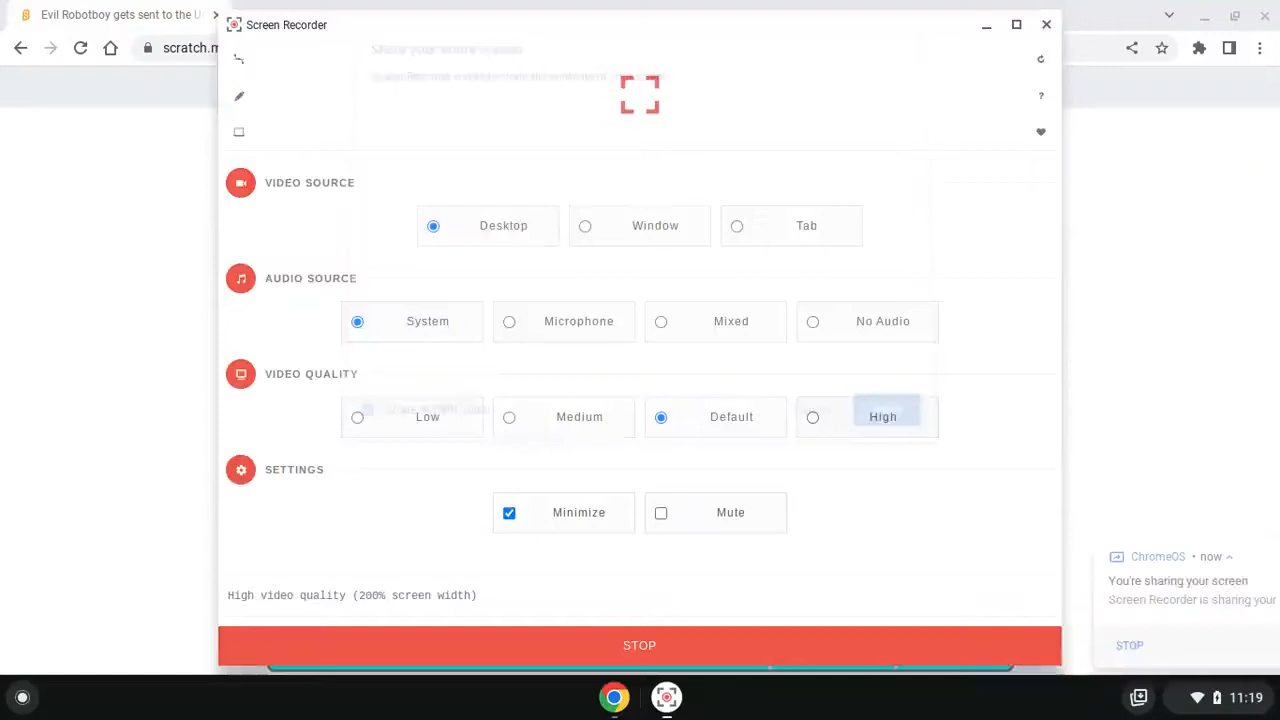 Evil Robotboy gets sent to the U
scratch.m
Screen Recorder
?
VIDEO SOURCE
Desktop
Window
Tab
AUDIO SOURCE
System
Microphone
Mixed
No Audio
VIDEO QUALITY
Low
Medium
Default
High
SETTINGS
Minimize
Mute
High video quality (200% screen width)
STOP
ChromeOS • now
You're sharing your screen
Screen Recorder is sharing your
STOP
11:19